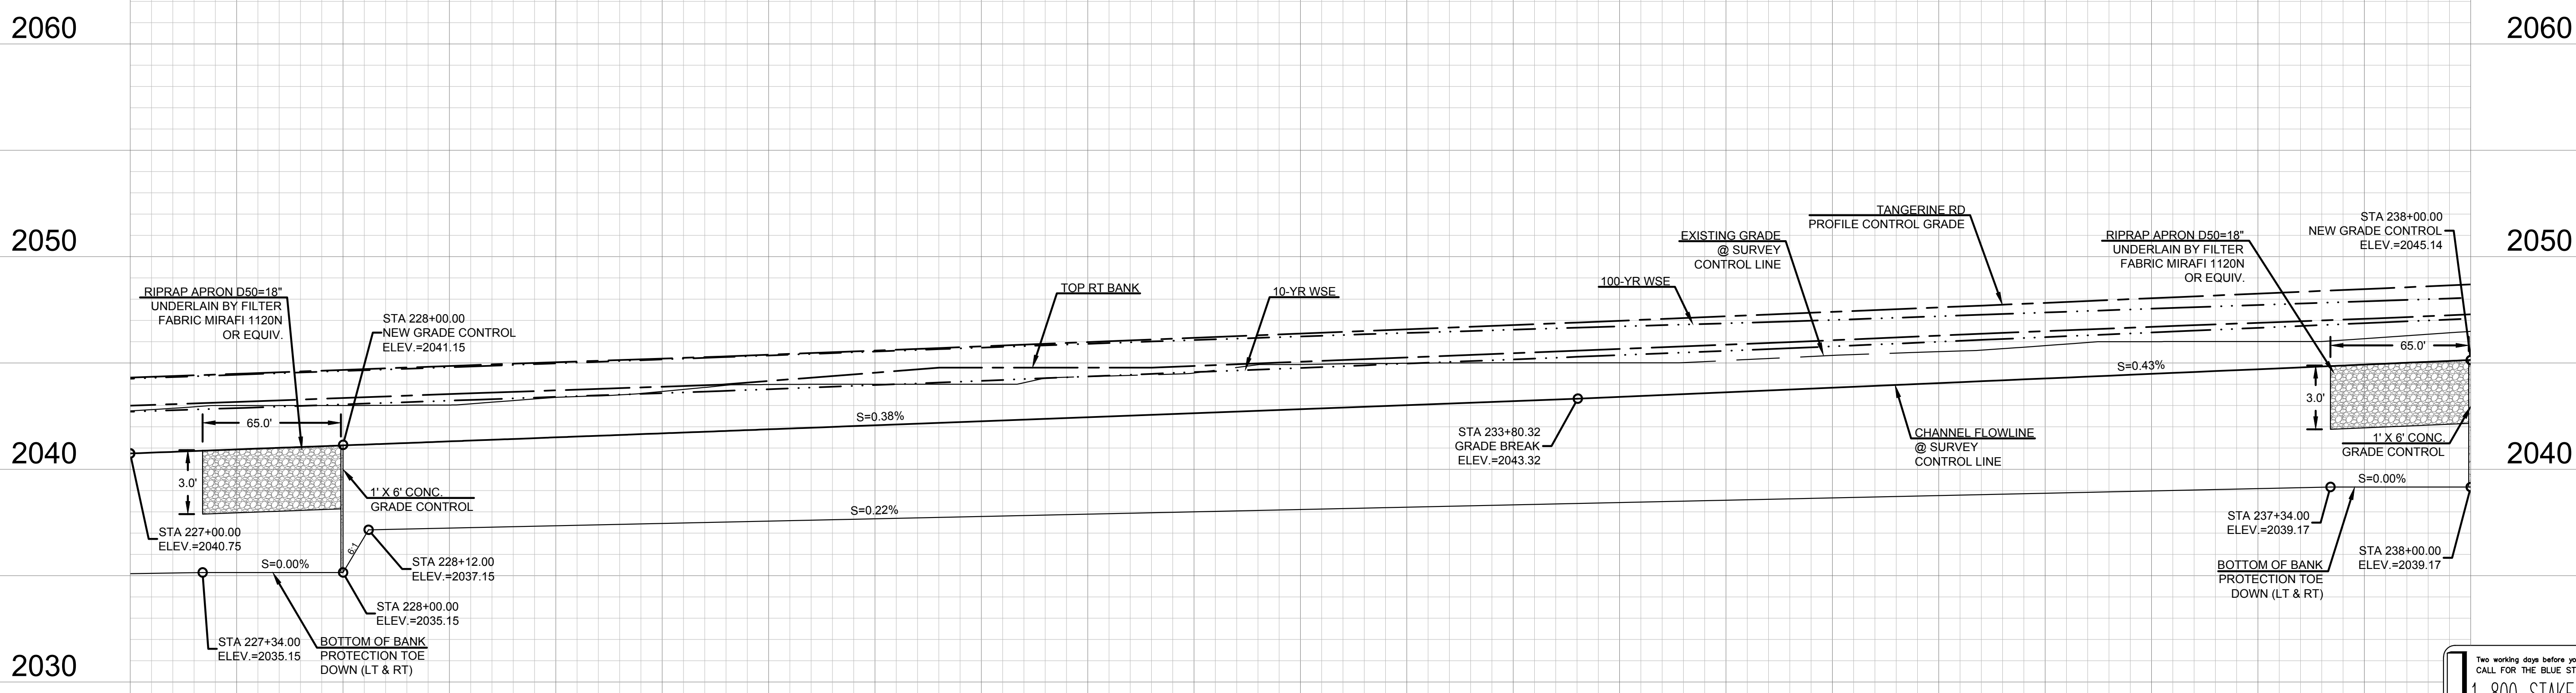 2060
2060
2050
2050
2040
2040
2030
RIPRAP APRON D50=18"
UNDERLAIN BY FILTER
FABRIC MIRAFI 1120N
OR EQUIV.
STA 228+00.00
NEW GRADE CONTROL
ELEV.=2041.15
65.0'
3.0'
1' X 6' CONC.
GRADE CONTROL
STA 227+00.00
ELEV.=2040.75
S=0.00%
6:1
STA 228+12.00
ELEV.=2037.15
STA 228+00.00
ELEV.=2035.15
STA 227+34.00
ELEV.=2035.15
BOTTOM OF BANK
PROTECTION TOE
DOWN (LT & RT)
TOP RT BANK
10-YR WSE
S=0.38%
S=0.22%
STA 233+80.32
GRADE BREAK
ELEV.=2043.32
100-YR WSE
EXISTING GRADE
@ SURVEY
CONTROL LINE
TANGERINE RD
PROFILE CONTROL GRADE
CHANNEL FLOWLINE
@ SURVEY
CONTROL LINE
S=0.43%
RIPRAP APRON D50=18"
UNDERLAIN BY FILTER
FABRIC MIRAFI 1120N
OR EQUIV.
STA 238+00.00
NEW GRADE CONTROL
ELEV.=2045.14
65.0'
3.0'
1' X 6' CONC.
GRADE CONTROL
S=0.00%
STA 237+34.00
ELEV.=2039.17
STA 238+00.00
ELEV.=2039.17
BOTTOM OF BANK
PROTECTION TOE
DOWN (LT & RT)
Two working days before yo
CALL FOR THE BLUE ST